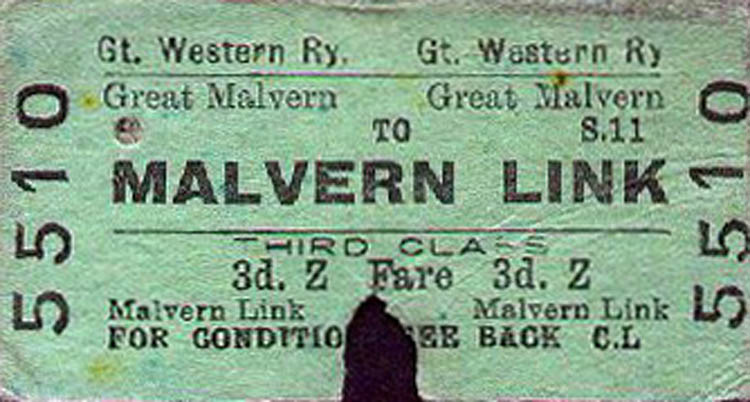 Gt. Western Ry. Gt. Western Ry
Great Malvern Great Malvern
TO S.11
MALVERN LINK
THIRD CLASS
3d. Z Fare 3d. Z
Malvern Link Malvern Link
FOR CONDITIO EE BACK C.L
5510
5510